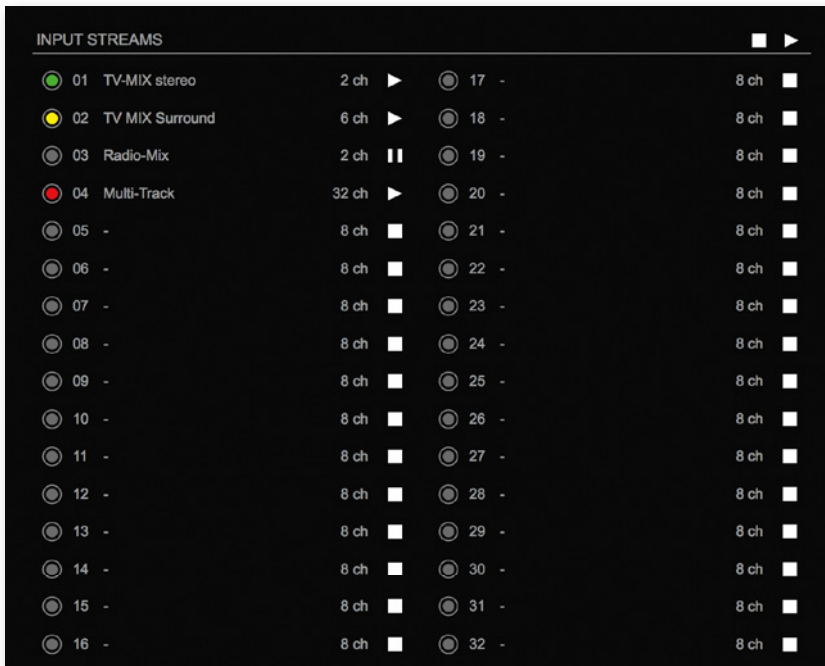 INPUT STREAMS
01 TV-MIX stereo 2 ch
02 TV MIX Surround 6 ch
03 Radio-Mix 2 ch
04 Multi-Track 32 ch
05 - 8 ch
06 - 8 ch
07 - 8 ch
08 - 8 ch
09 - 8 ch
10 - 8 ch
11 - 8 ch
12 - 8 ch
13 - 8 ch
14 - 8 ch
15 - 8 ch
16 - 8 ch
17 - 8 ch
18 - 8 ch
19 - 8 ch
20 - 8 ch
21 - 8 ch
22 - 8 ch
23 - 8 ch
24 - 8 ch
25 - 8 ch
26 - 8 ch
27 - 8 ch
28 - 8 ch
29 - 8 ch
30 - 8 ch
31 - 8 ch
32 - 8 ch